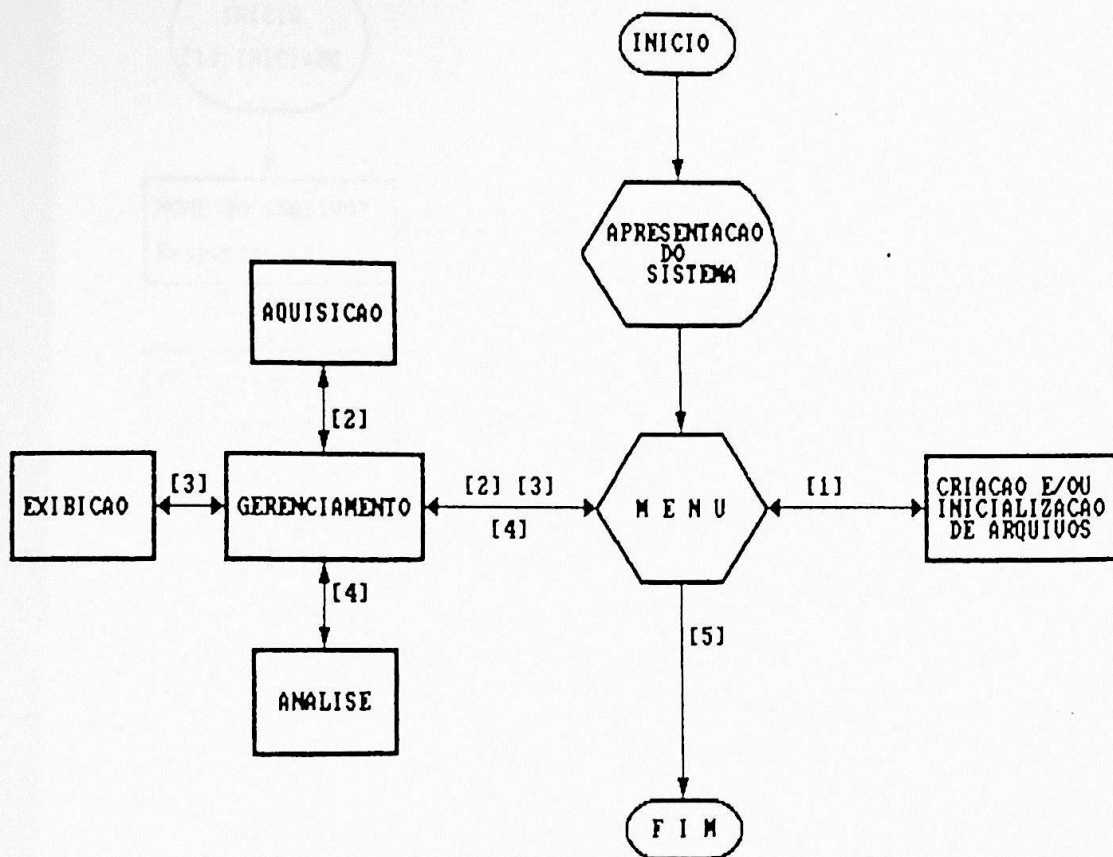 INICIO
APRESENTACAO
DO
SISTEMA
AQUISICAO
[2]
EXIBICAO
[3]
GERENCIAMENTO
[2] [3]
[4]
M E N U
[1]
CRIACAO E/OU
INICIALIZACAO
DE ARQUIVOS
[4]
[5]
ANALISE
F I M